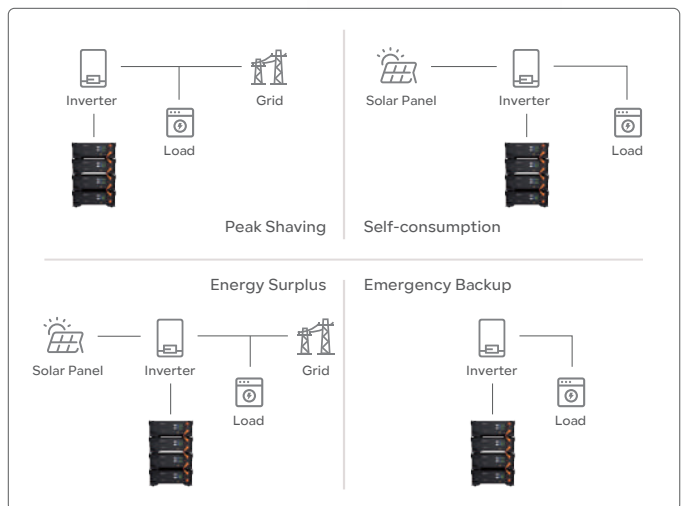 Inverter
Grid
Load
Peak Shaving
Solar Panel
Inverter
Load
Self-consumption
Energy Surplus
Solar Panel
Inverter
Grid
Load
Emergency Backup
Inverter
Load